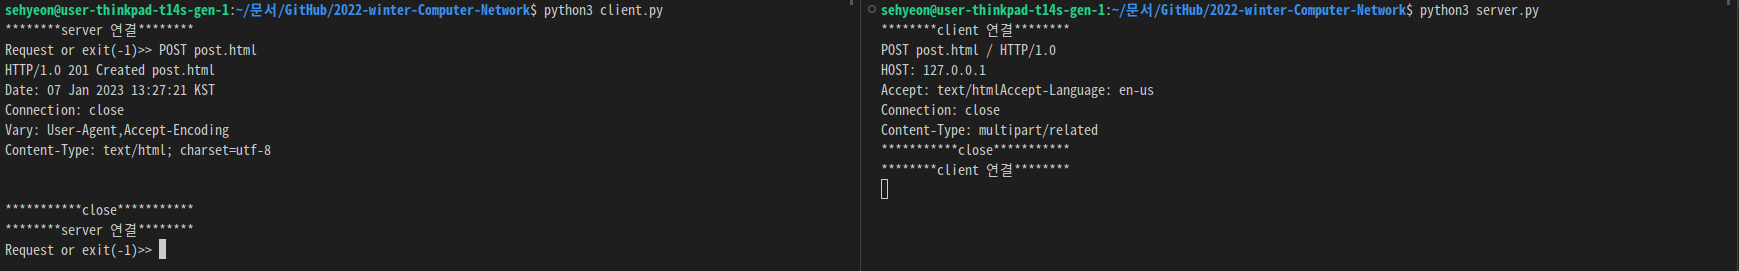 sehyeon@user-thinkpad-t14s-gen-1:~/문서/GitHub/2022-winter-Computer-Network$ python3 client.py
********server 연결********
Request or exit(-1)>> POST post.html
HTTP/1.0 201 Created post.html
Date: 07 Jan 2023 13:27:21 KST
Connection: close
Vary: User-Agent,Accept-Encoding
Content-Type: text/html; charset=utf-8
***********close***********
********server 연결********
Request or exit(-1)>>
sehyeon@user-thinkpad-t14s-gen-1:~/문서/GitHub/2022-winter-Computer-Network$ python3 server.py
********client 연결********
POST post.html / HTTP/1.0
HOST: 127.0.0.1
Accept: text/htmlAccept-Language: en-us
Connection: close
Content-Type: multipart/related
***********close***********
********client 연결********